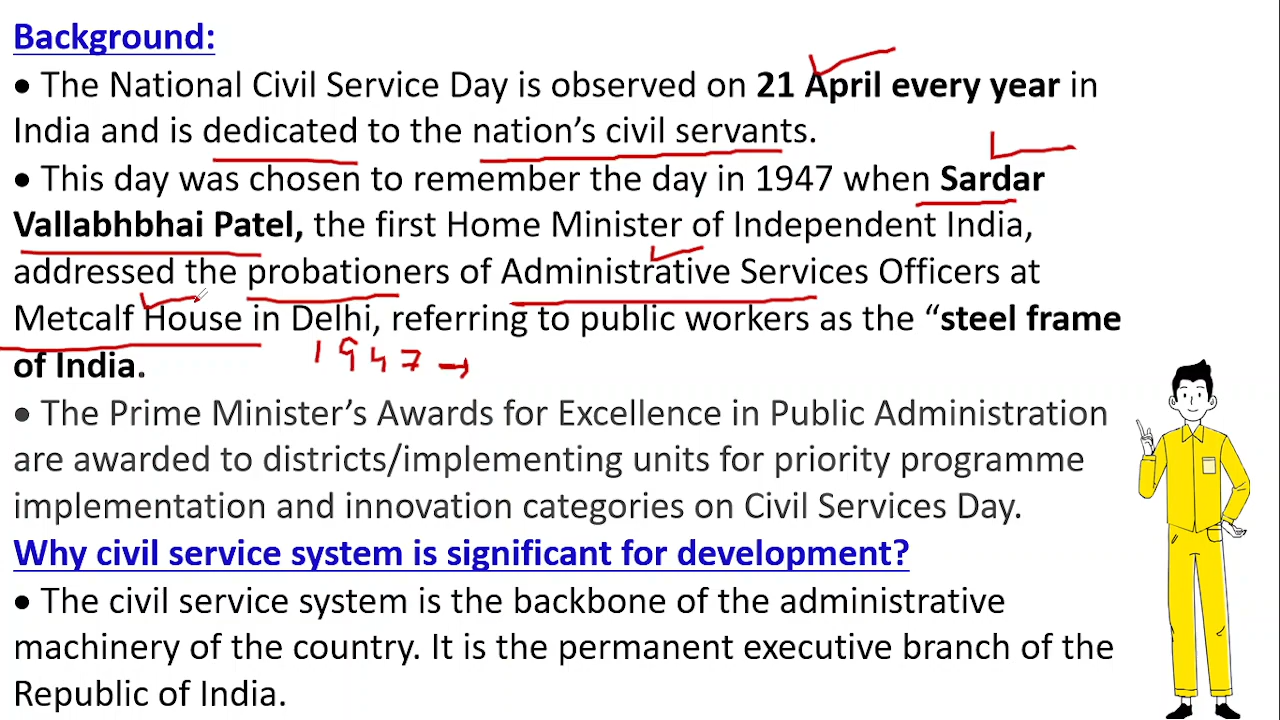 Background:
• The National Civil Service Day is observed on 21 April every year in
India and is dedicated to the nation’s civil servants.
• This day was chosen to remember the day in 1947 when Sardar
Vallabhbhai Patel, the first Home Minister of Independent India,
addressed the probationers of Administrative Services Officers at
Metcalf House in Delhi, referring to public workers as the “steel frame
of India.
1947 →
• The Prime Minister’s Awards for Excellence in Public Administration
are awarded to districts/implementing units for priority programme
implementation and innovation categories on Civil Services Day.
Why civil service system is significant for development?
• The civil service system is the backbone of the administrative
machinery of the country. It is the permanent executive branch of the
Republic of India.